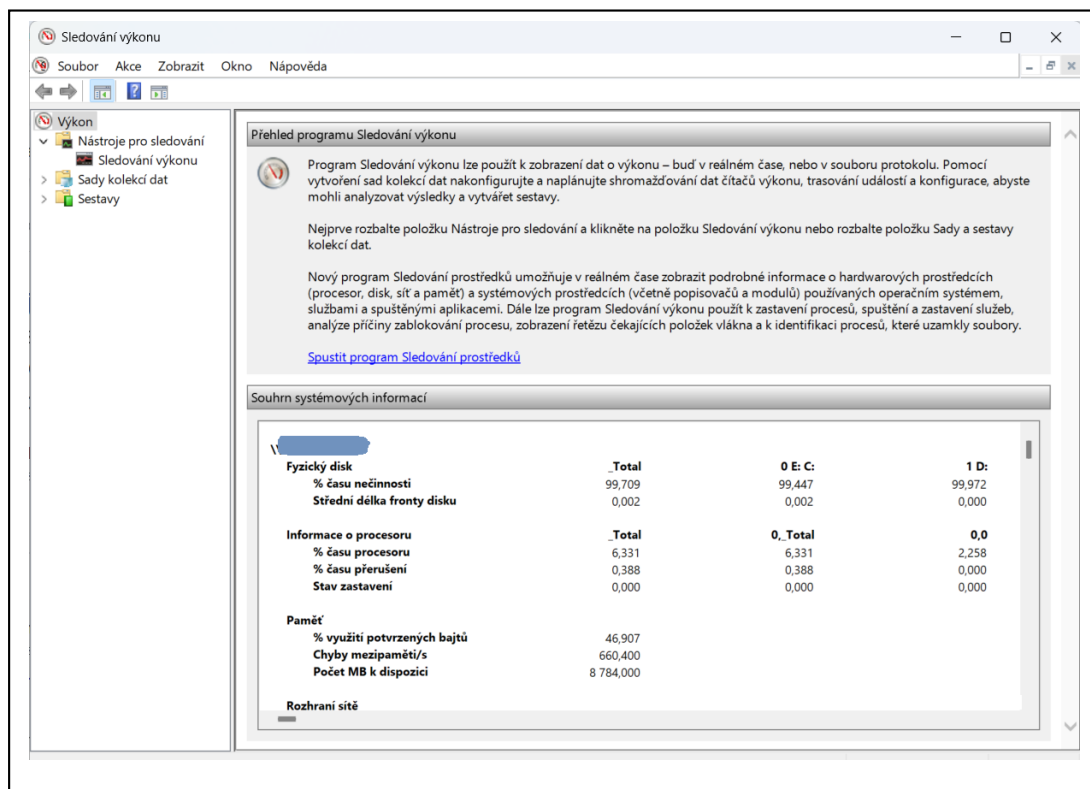 Sledování výkonu
Soubor Akce Zobrazit Okno Nápověda
Výkon
Nástroje pro sledování
Sledování výkonu
Sady kolekcí dat
Sestavy
Přehled programu Sledování výkonu
Program Sledování výkonu lze použít k zobrazení dat o výkonu – buď v reálném čase, nebo v souboru protokolu. Pomocí
vytvoření sad kolekcí dat nakonfigurujte a naplánujte shromažďování dat čítačů výkonu, trasování událostí a konfigurace, abyste
mohli analyzovat výsledky a vytvářet sestavy.
Nejprve rozbalte položku Nástroje pro sledování a klikněte na položku Sledování výkonu nebo rozbalte položku Sady a sestavy
kolekcí dat.
Nový program Sledování prostředků umožňuje v reálném čase zobrazit podrobné informace o hardwarových prostředcích
(procesor, disk, síť a paměť) a systémových prostředcích (včetně popisovačů a modulů) používaných operačním systémem,
službami a spuštěnými aplikacemi. Dále lze program Sledování výkonu použít k zastavení procesů, spuštění a zastavení služeb,
analýze příčiny zablokování procesu, zobrazení řetězu čekajících položek vlákna a k identifikaci procesů, které uzamkly soubory.
Spustit program Sledování prostředků
Souhrn systémových informací
Fyzický disk _Total 0 E: C: 1 D:
% času nečinnosti 99,709 99,447 99,972
Střední délka fronty disku 0,002 0,002 0,000
Informace o procesoru _Total 0,_Total 0,0
% času procesoru 6,331 6,331 2,258
% času přerušení 0,388 0,388 0,000
Stav zastavení 0,000 0,000 0,000
Paměť
% využití potvrzených bajtů 46,907
Chyby mezipaměti/s 660,400
Počet MB k dispozici 8 784,000
Rozhraní sítě